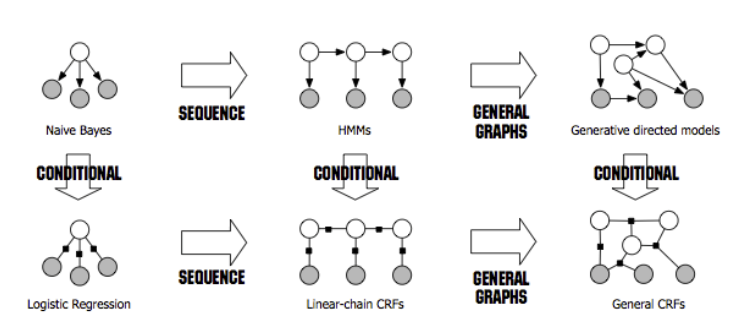 SEQUENCE
GENERAL
GRAPHS
Naive Bayes
HMMs
Generative directed models
CONDITIONAL
CONDITIONAL
CONDITIONAL
SEQUENCE
GENERAL
GRAPHS
Logistic Regression
Linear-chain CRFs
General CRFs